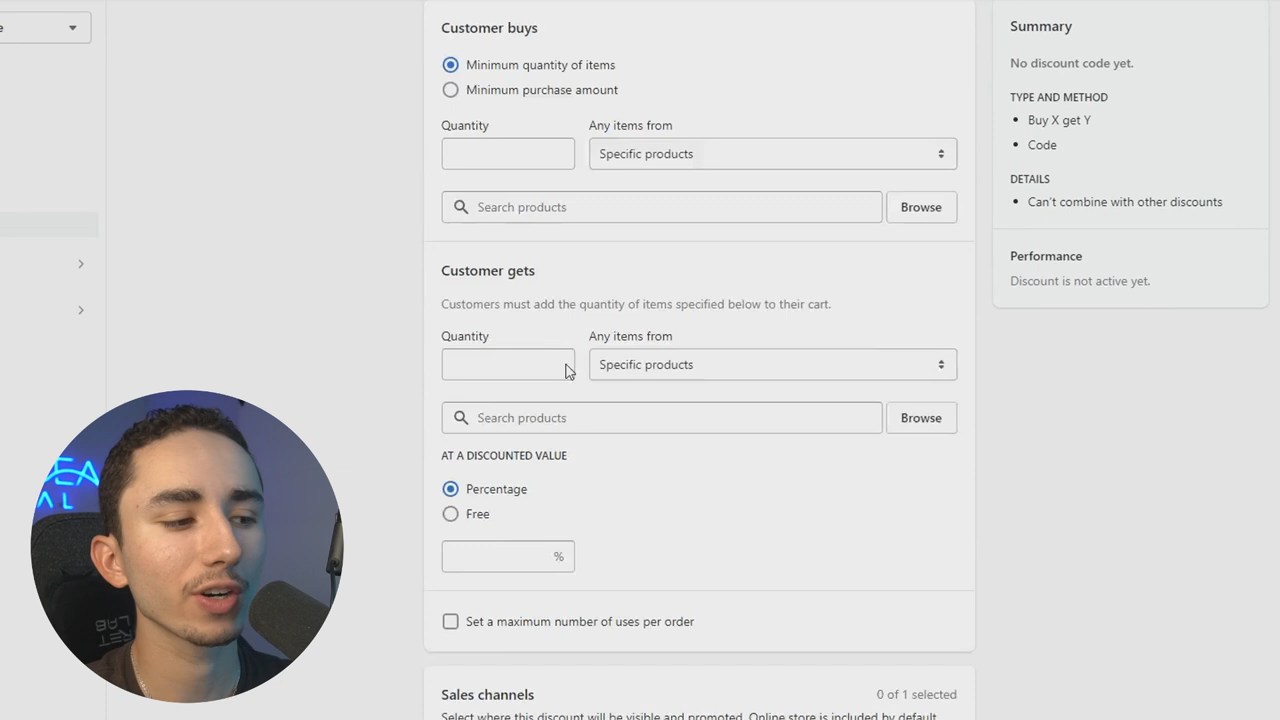 e
Customer buys
Minimum quantity of items
Minimum purchase amount
Quantity
Any items from
Specific products
Search products
Browse
Customer gets
Customers must add the quantity of items specified below to their cart.
Quantity
Any items from
Specific products
Search products
Browse
AT A DISCOUNTED VALUE
Percentage
Free
%
Set a maximum number of uses per order
Sales channels
0 of 1 selected
Select where this discount will be visible and promoted. Online store is included by default
Summary
No discount code yet.
TYPE AND METHOD
• Buy X get Y
• Code
DETAILS
• Can't combine with other discounts
Performance
Discount is not active yet.